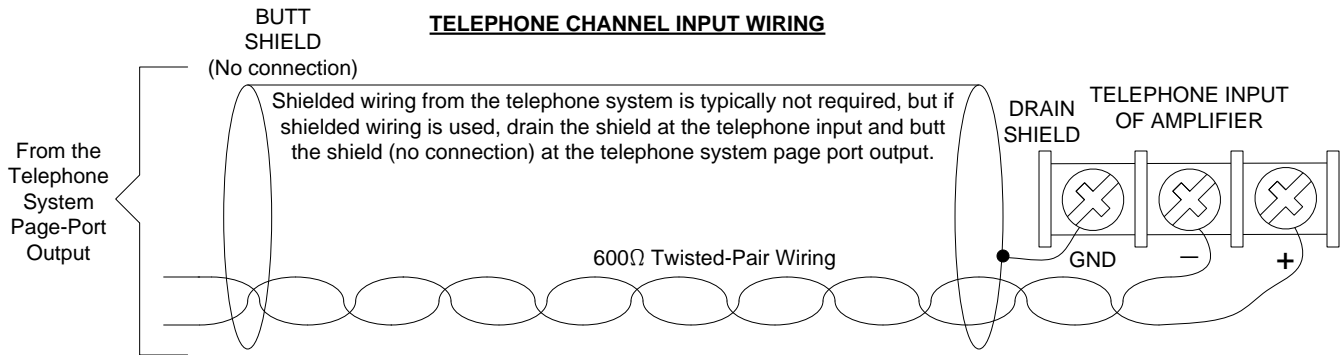 TELEPHONE CHANNEL INPUT WIRING
BUTT
SHIELD
(No connection)
Shielded wiring from the telephone system is typically not required, but if
shielded wiring is used, drain the shield at the telephone input and butt
the shield (no connection) at the telephone system page port output.
DRAIN
SHIELD
TELEPHONE INPUT
OF AMPLIFIER
From the
Telephone
System
Page-Port
Output
600Ω Twisted-Pair Wiring
GND
−
+